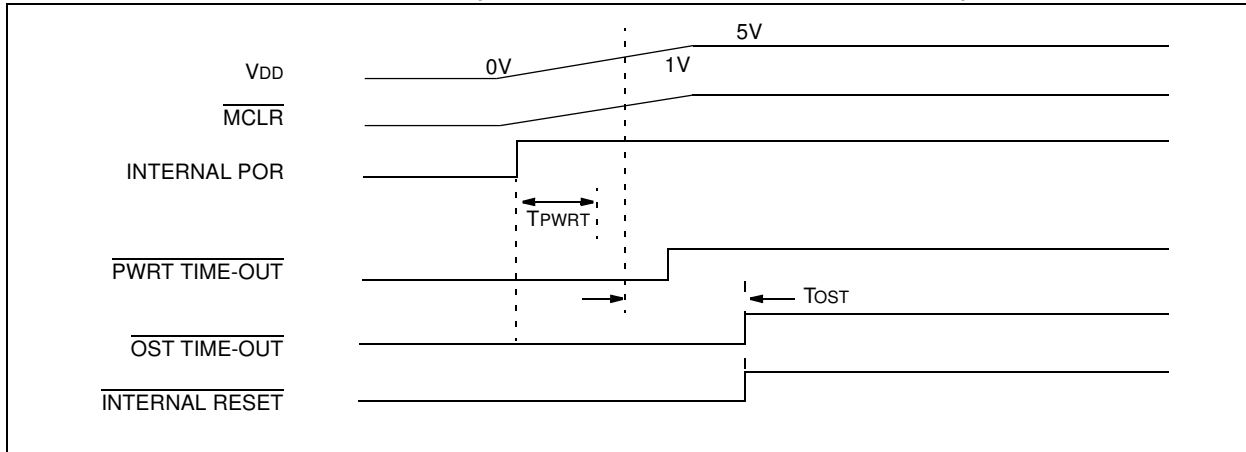 5V
VDD 0V 1V
MCLR
INTERNAL POR
TPWRT
PWRT TIME-OUT
TOST
OST TIME-OUT
INTERNAL RESET